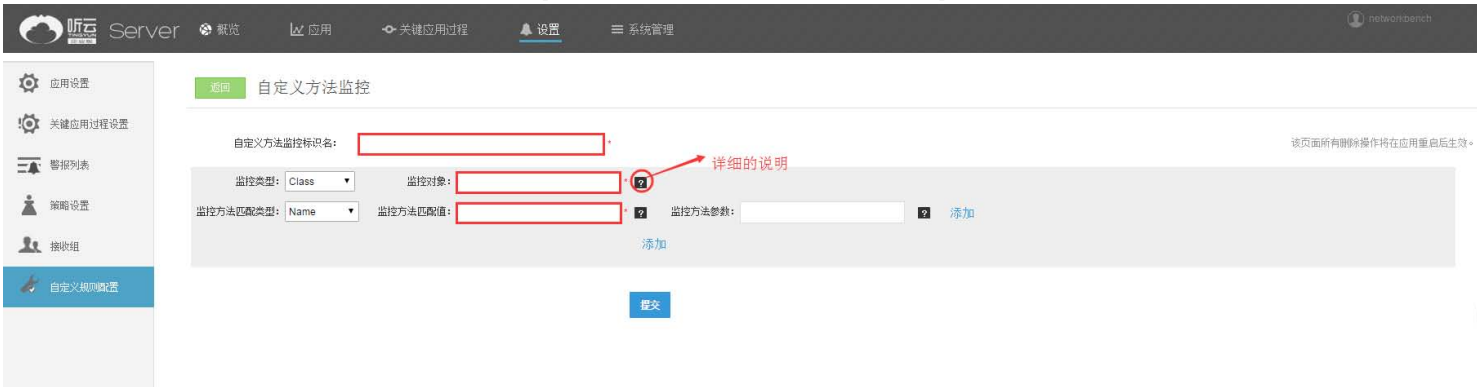 听云 Server 概览 应用 关键应用过程 设置 系统管理 networkbench
TINGYUN
企业版
应用设置
关键应用过程设置
警报列表
策略设置
接收组
自定义规则配置
返回 自定义方法监控
自定义方法监控标识名: * 该页面所有删除操作将在应用重启后生效。
详细的说明
监控类型: Class 监控对象: * ?
监控方法匹配类型: Name 监控方法匹配值: * ? 监控方法参数: ? 添加
添加
提交